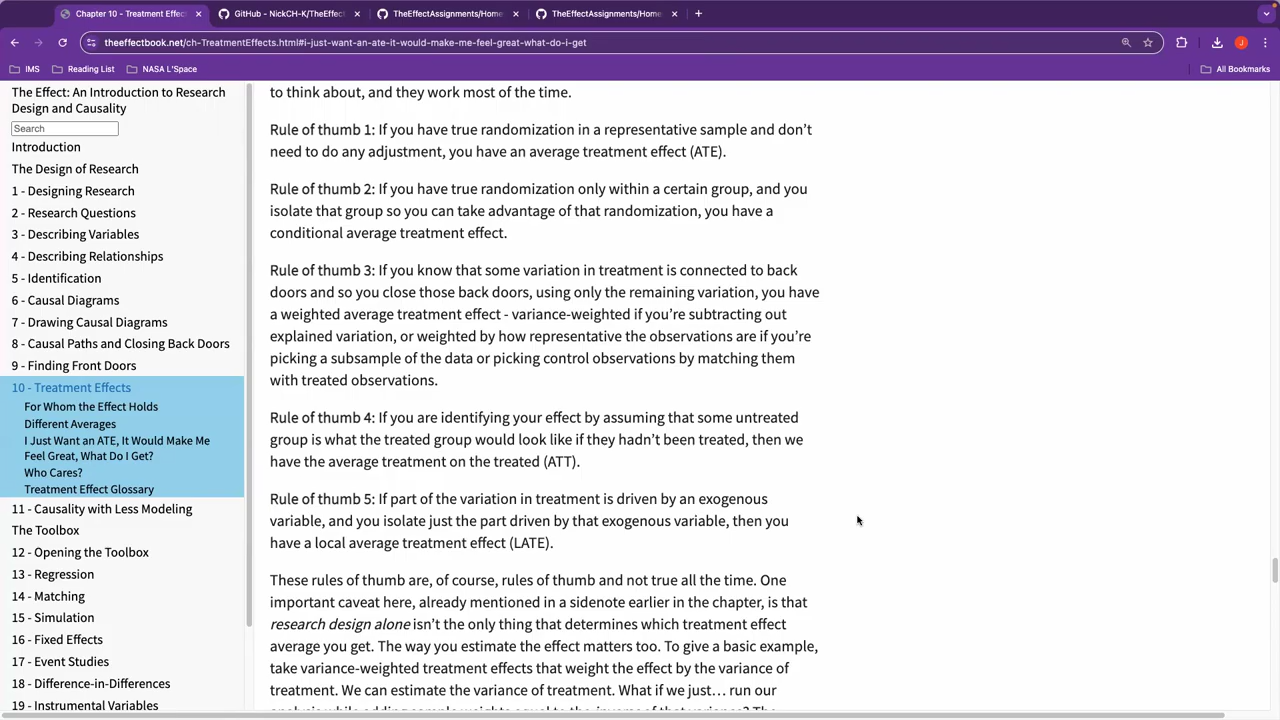 Chapter 10 - Treatment Effect
GitHub - NickCH-K/TheEffect
TheEffectAssignments/Home
TheEffectAssignments/Home
theeffectbook.net/ch-TreatmentEffects.html#i-just-want-an-ate-it-would-make-me-feel-great-what-do-i-get
J
IMS
Reading List
NASA L'Space
All Bookmarks
The Effect: An Introduction to Research
Design and Causality
Search
Introduction
The Design of Research
1 - Designing Research
2 - Research Questions
3 - Describing Variables
4 - Describing Relationships
5 - Identification
6 - Causal Diagrams
7 - Drawing Causal Diagrams
8 - Causal Paths and Closing Back Doors
9 - Finding Front Doors
10 - Treatment Effects
For Whom the Effect Holds
Different Averages
I Just Want an ATE, It Would Make Me
Feel Great, What Do I Get?
Who Cares?
Treatment Effect Glossary
11 - Causality with Less Modeling
The Toolbox
12 - Opening the Toolbox
13 - Regression
14 - Matching
15 - Simulation
16 - Fixed Effects
17 - Event Studies
18 - Difference-in-Differences
19 - Instrumental Variables
to think about, and they work most of the time.
Rule of thumb 1: If you have true randomization in a representative sample and don't
need to do any adjustment, you have an average treatment effect (ATE).
Rule of thumb 2: If you have true randomization only within a certain group, and you
isolate that group so you can take advantage of that randomization, you have a
conditional average treatment effect.
Rule of thumb 3: If you know that some variation in treatment is connected to back
doors and so you close those back doors, using only the remaining variation, you have
a weighted average treatment effect - variance-weighted if you're subtracting out
explained variation, or weighted by how representative the observations are if you're
picking a subsample of the data or picking control observations by matching them
with treated observations.
Rule of thumb 4: If you are identifying your effect by assuming that some untreated
group is what the treated group would look like if they hadn't been treated, then we
have the average treatment on the treated (ATT).
Rule of thumb 5: If part of the variation in treatment is driven by an exogenous
variable, and you isolate just the part driven by that exogenous variable, then you
have a local average treatment effect (LATE).
These rules of thumb are, of course, rules of thumb and not true all the time. One
important caveat here, already mentioned in a sidenote earlier in the chapter, is that
research design alone isn't the only thing that determines which treatment effect
average you get. The way you estimate the effect matters too. To give a basic example,
take variance-weighted treatment effects that weight the effect by the variance of
treatment. We can estimate the variance of treatment. What if we just… run our
analysis while adding sample weights equal to the inverse of that variance? The